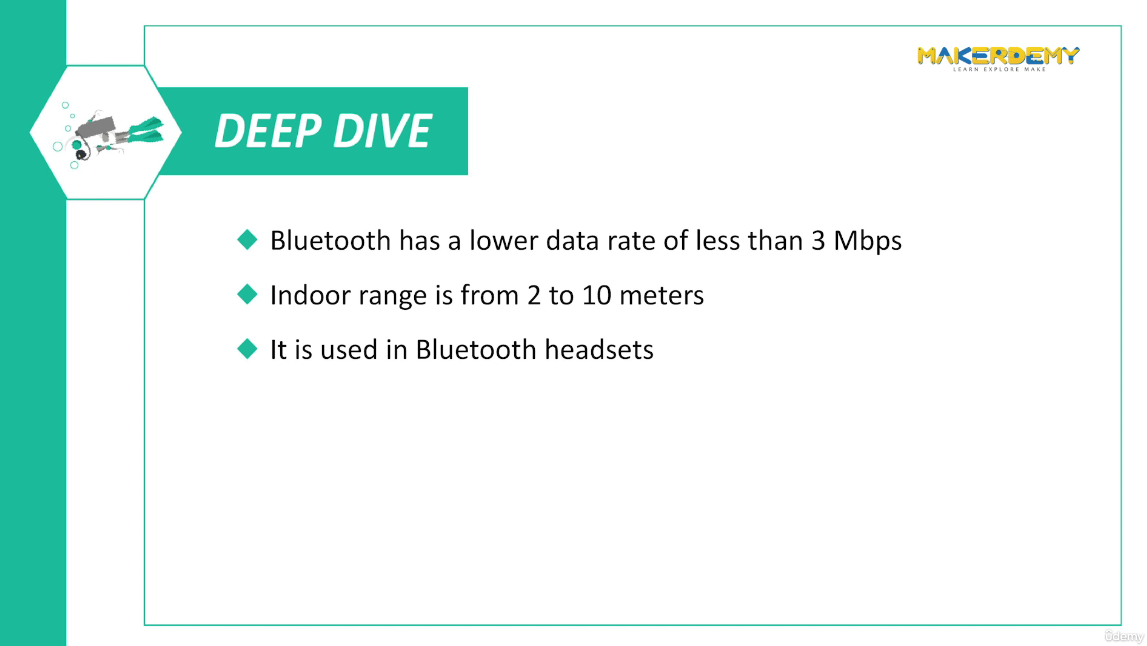 MAKERDEMY
LEARN EXPLORE MAKE
DEEP DIVE
Bluetooth has a lower data rate of less than 3 Mbps
Indoor range is from 2 to 10 meters
It is used in Bluetooth headsets
ûdemy